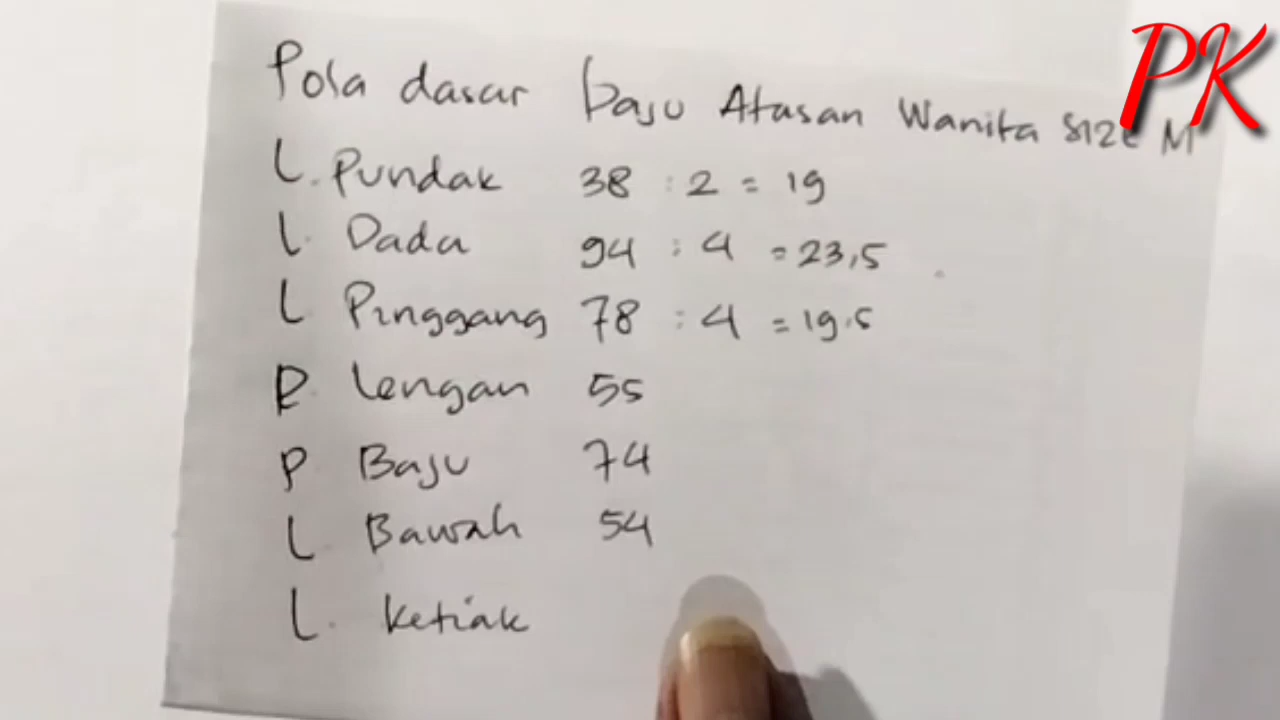 PK
Pola dasar baju Atasan Wanita SIZE M
L. Pundak 38 : 2 = 19
L. Dada 94 : 4 = 23,5
L Pinggang 78 : 4 = 19.5
P. lengan 55
P Baju 74
L Bawah 54
L. ketiak